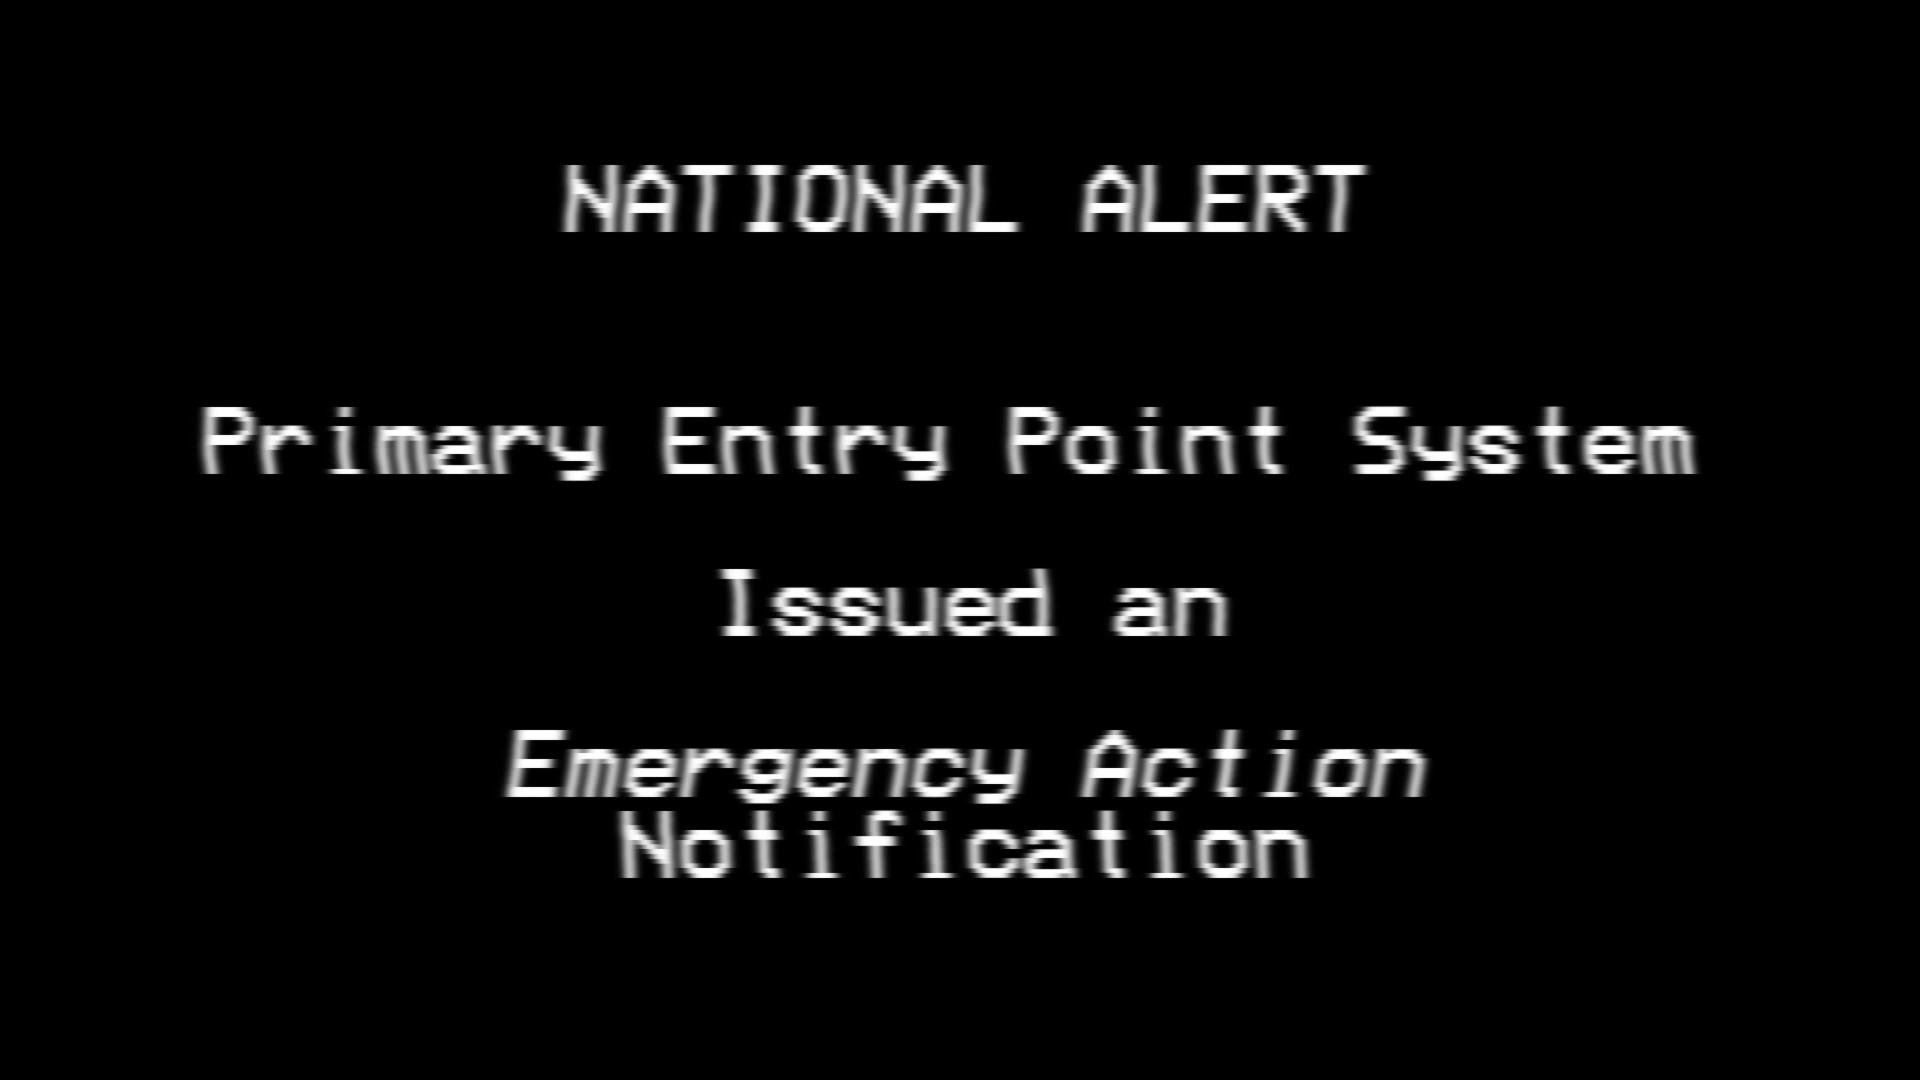 NATIONAL ALERT
Primary Entry Point System
Issued an
Emergency Action
Notification